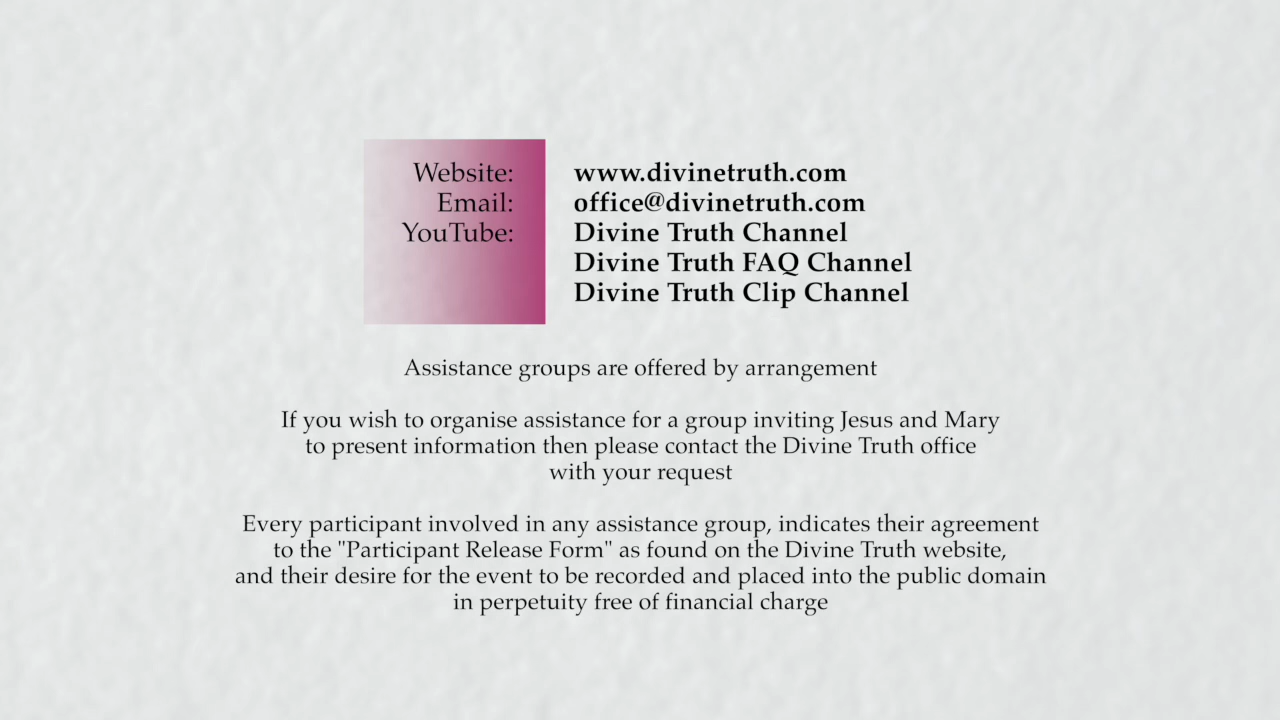 Website: www.divinetruth.com
Email: office@divinetruth.com
YouTube: Divine Truth Channel
Divine Truth FAQ Channel
Divine Truth Clip Channel
Assistance groups are offered by arrangement
If you wish to organise assistance for a group inviting Jesus and Mary
to present information then please contact the Divine Truth office
with your request
Every participant involved in any assistance group, indicates their agreement
to the "Participant Release Form" as found on the Divine Truth website,
and their desire for the event to be recorded and placed into the public domain
in perpetuity free of financial charge